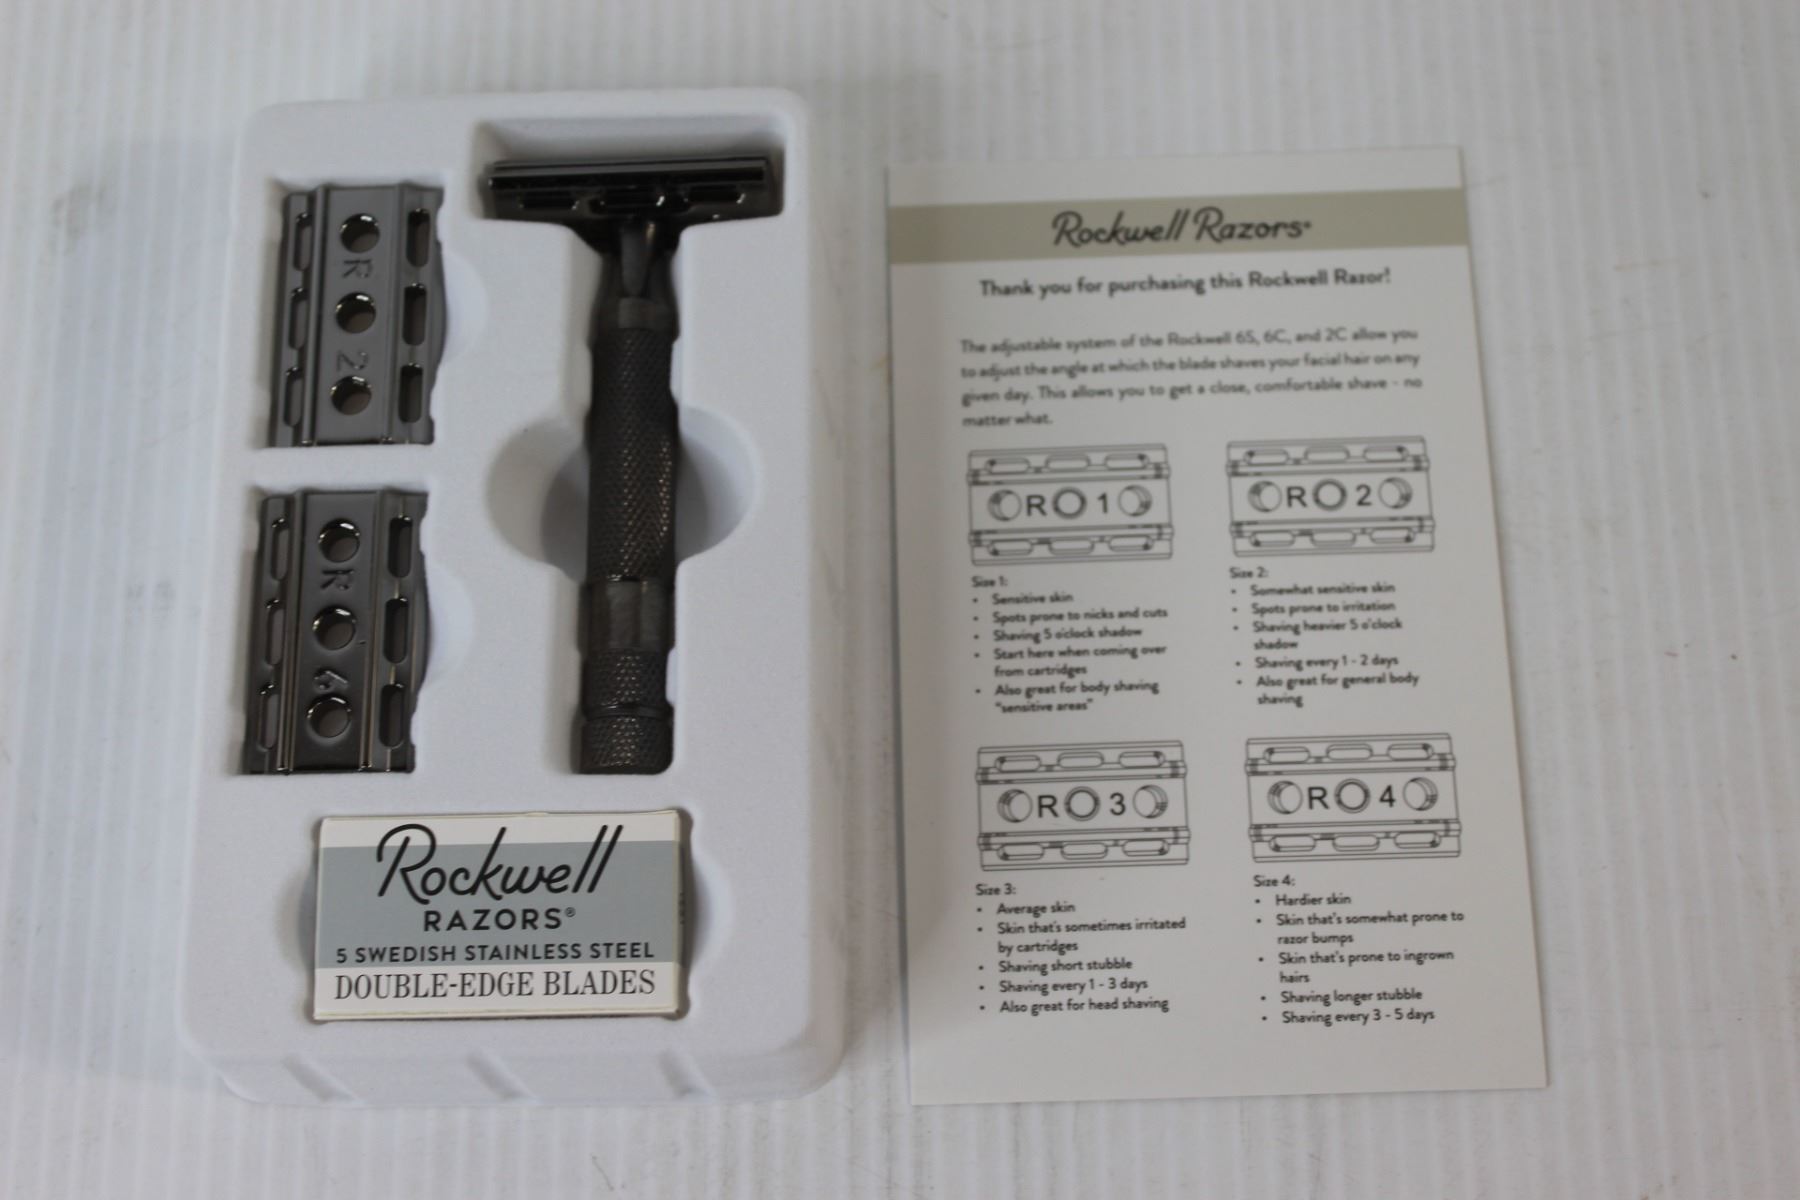 R 2
R 6
Rockwell
RAZORS®
5 SWEDISH STAINLESS STEEL
DOUBLE-EDGE BLADES
Rockwell Razors®
Thank you for purchasing this Rockwell Razor!
The adjustable system of the Rockwell 6S, 6C, and 2C allow you
to adjust the angle at which the blade shaves your facial hair on any
given day. This allows you to get a close, comfortable shave - no
matter what.
R 1
Size 1:
• Sensitive skin
• Spots prone to nicks and cuts
• Shaving 5 o'clock shadow
• Start here when coming over
from cartridges
• Also great for body shaving
"sensitive areas"
R 2
Size 2:
• Somewhat sensitive skin
• Spots prone to irritation
• Shaving heavier 5 o'clock
shadow
• Shaving every 1 - 2 days
• Also great for general body
shaving
R 3
Size 3:
• Average skin
• Skin that's sometimes irritated
by cartridges
• Shaving short stubble
• Shaving every 1 - 3 days
• Also great for head shaving
R 4
Size 4:
• Hardier skin
• Skin that's somewhat prone to
razor bumps
• Skin that's prone to ingrown
hairs
• Shaving longer stubble
• Shaving every 3 - 5 days